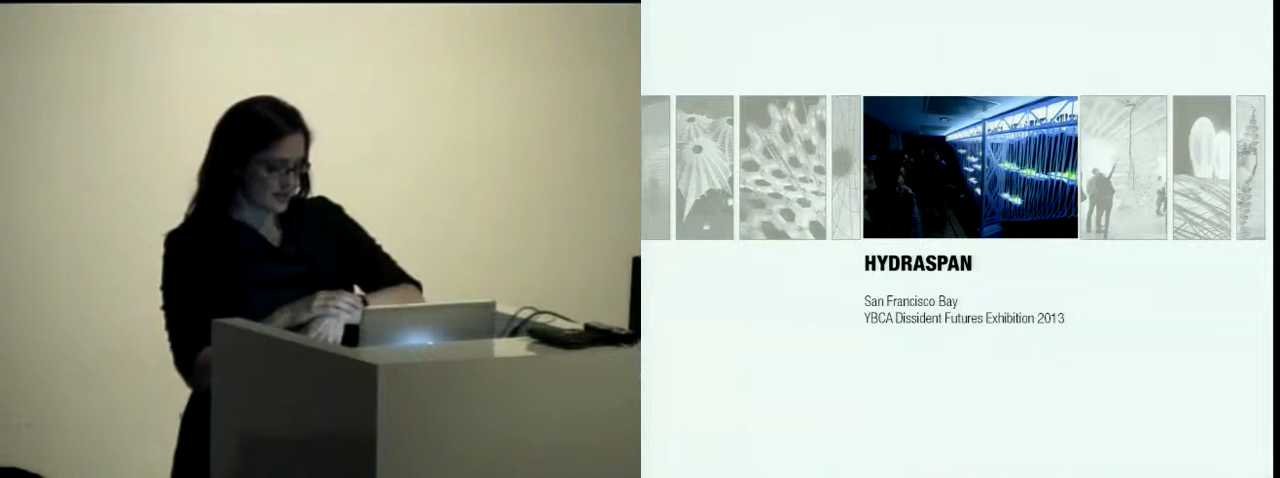 HYDRASPAN
San Francisco Bay
YBCA Dissident Futures Exhibition 2013